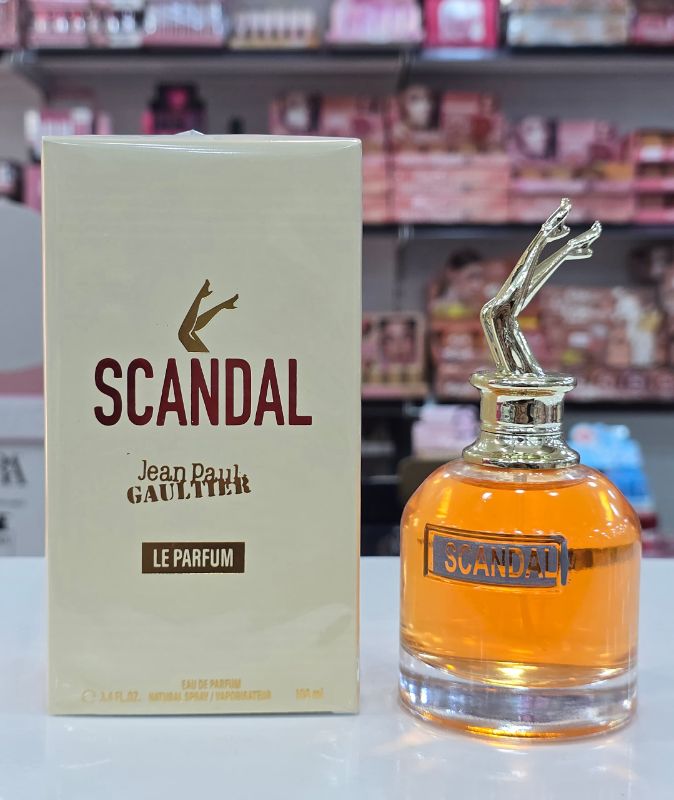 SCANDAL
Jean Paul
GAULTIER
LE PARFUM
EAU DE PARFUM
3.4 FL.OZ. NATURAL SPRAY / VAPORISATEUR 100 ml
SCANDAL